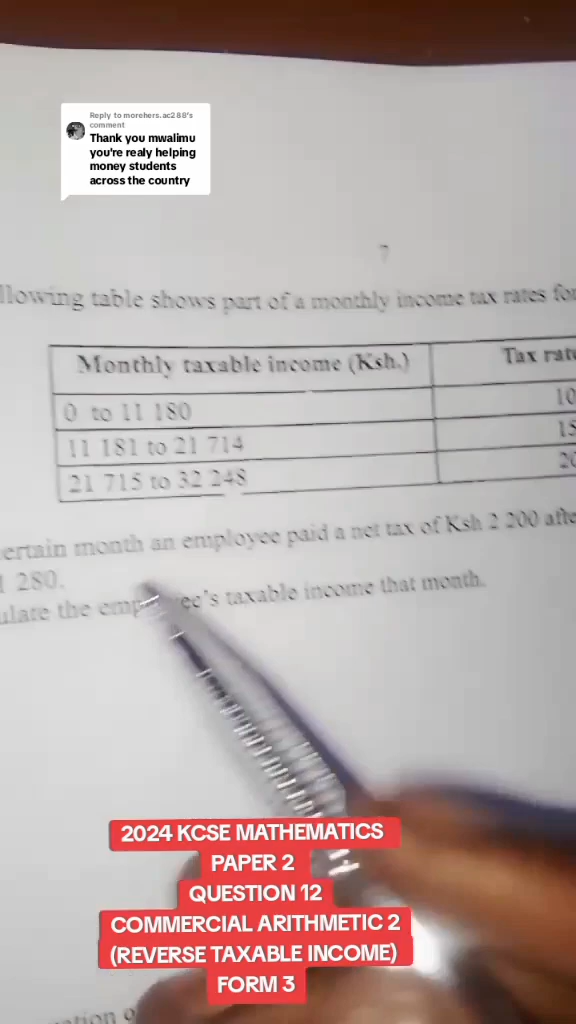 Reply to morehers.ac288's
comment
Thank you mwalimu
you're realy helping
money students
across the country
7
llowing table shows part of a monthly income tax rates for
Monthly taxable income (Ksh.) Tax rate
0 to 11 180 10
11 181 to 21 714 15
21 715 to 32 248 20
ertain month an employee paid a net tax of Ksh 2 200 afte
1 280.
ulate the employee's taxable income that month.
2024 KCSE MATHEMATICS
PAPER 2
QUESTION 12
COMMERCIAL ARITHMETIC 2
(REVERSE TAXABLE INCOME)
FORM 3